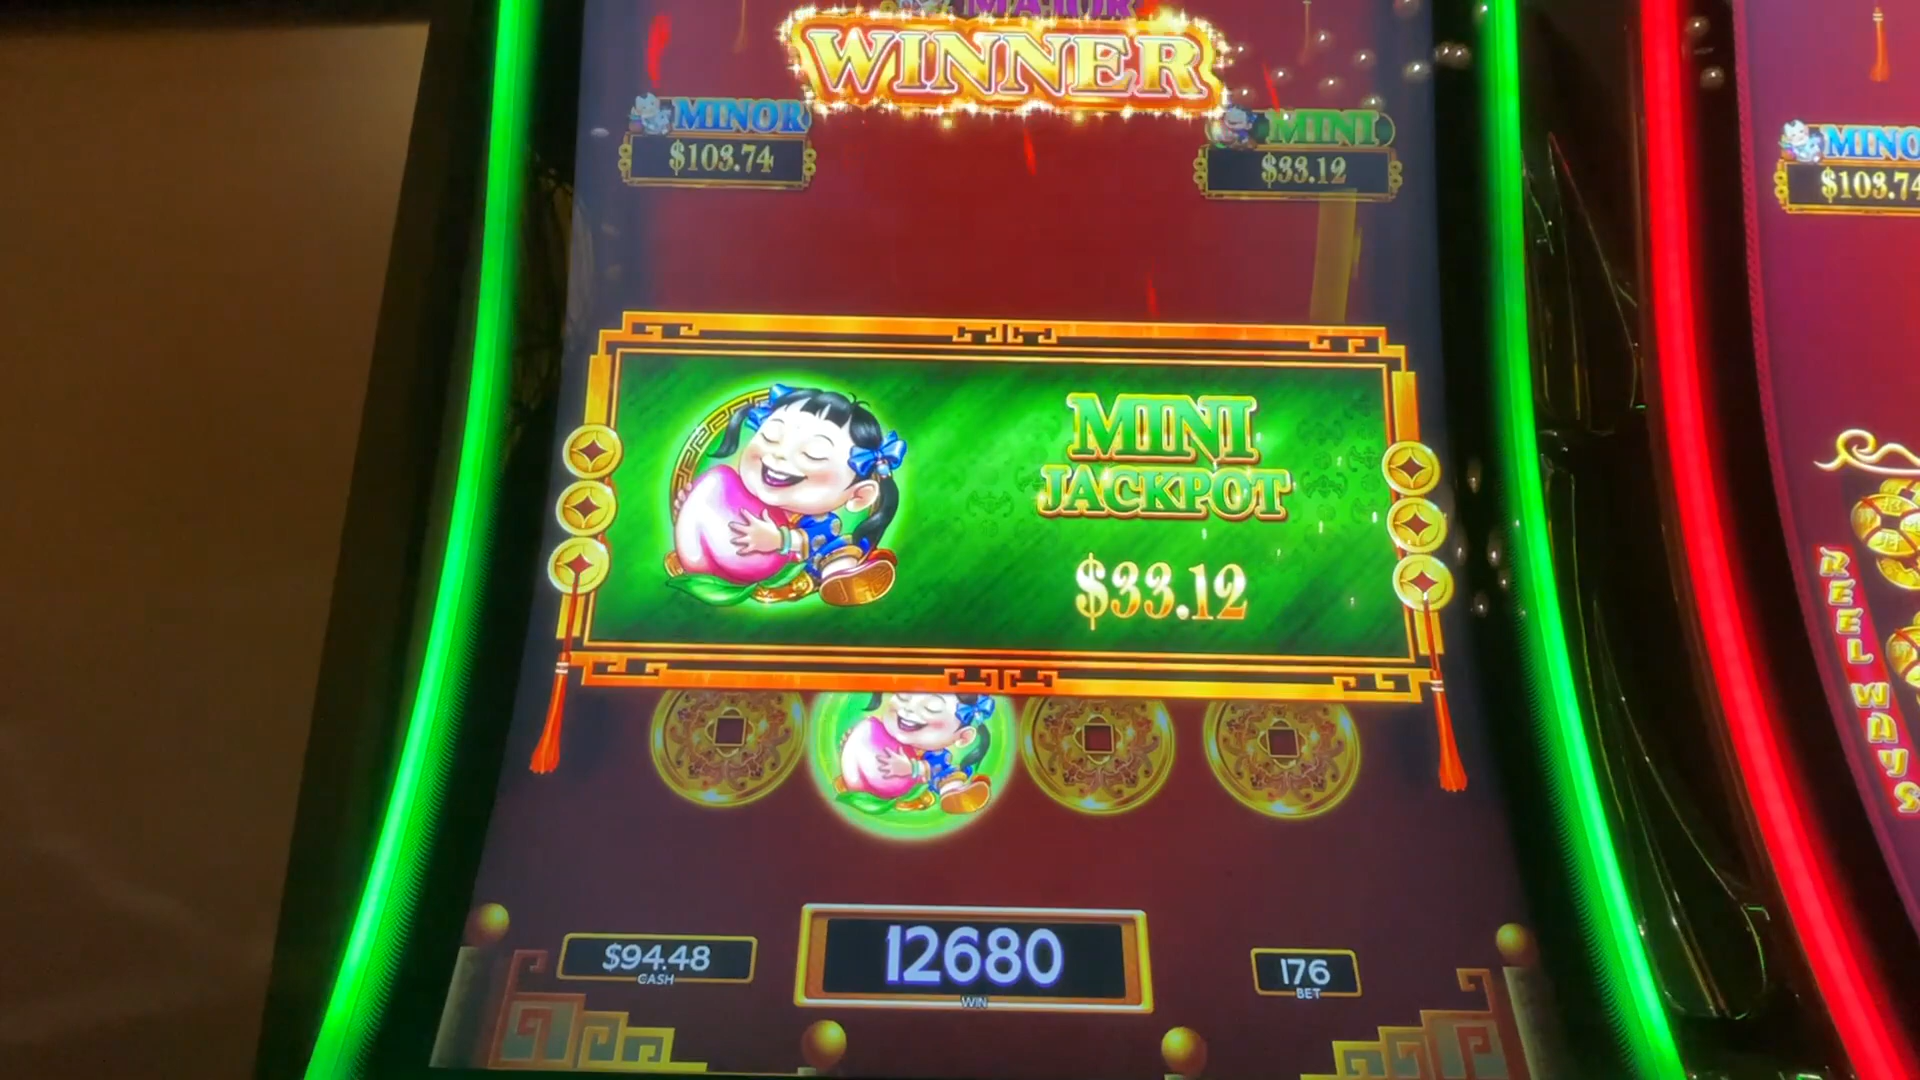 MAJOR
WINNER
MINOR
$103.74
MINI
$33.12
MINO
$103.74
MINI
JACKPOT
$33.12
REEL WAYS
$94.48
CASH
12680
WIN
176
BET